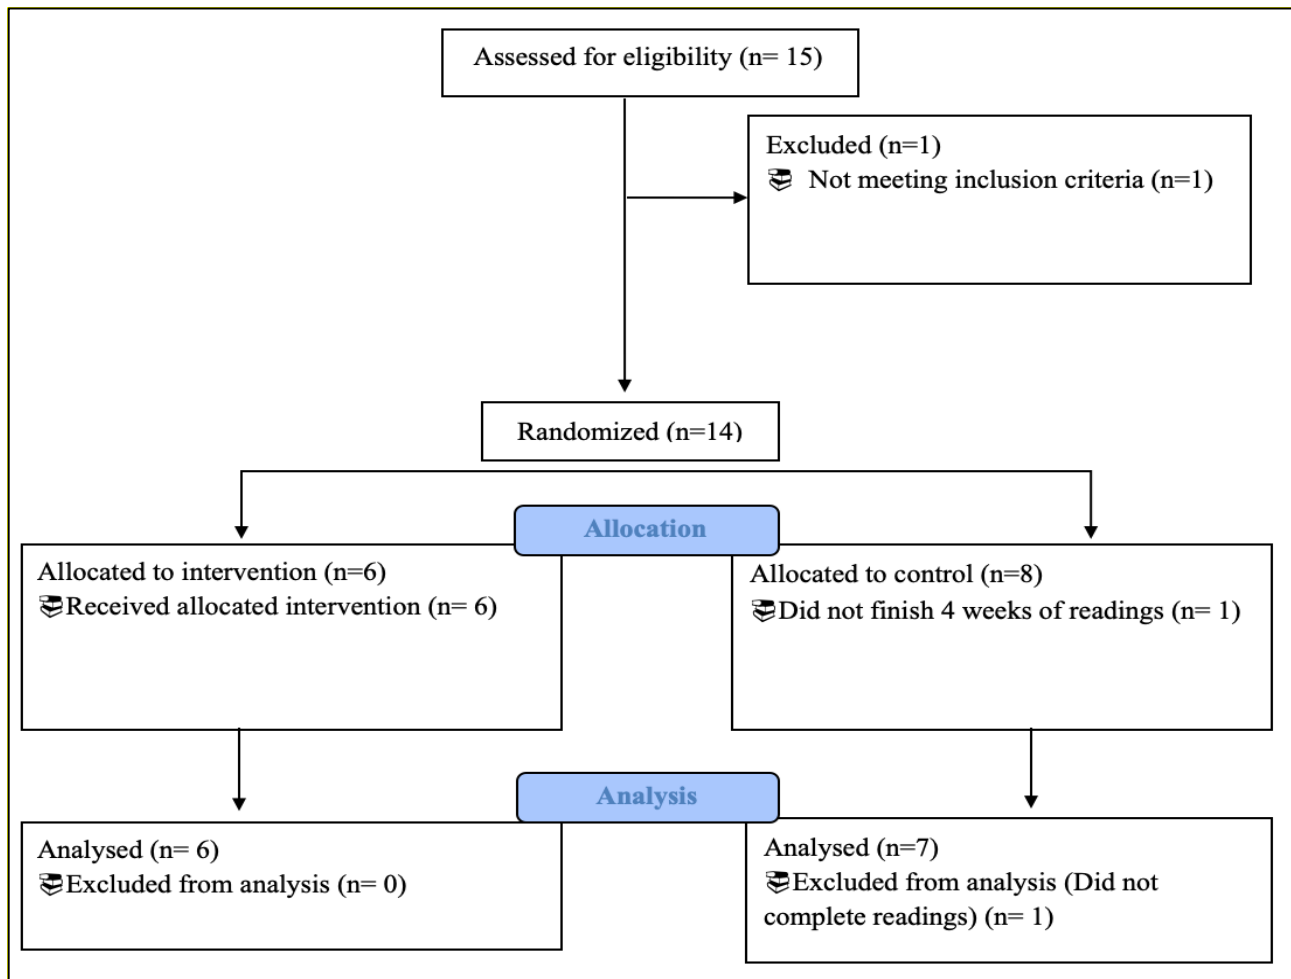 Assessed for eligibility (n= 15)
Excluded (n=1)
Not meeting inclusion criteria (n=1)
Randomized (n=14)
Allocation
Allocated to intervention (n=6)
Received allocated intervention (n= 6)
Allocated to control (n=8)
Did not finish 4 weeks of readings (n= 1)
Analysis
Analysed (n= 6)
Excluded from analysis (n= 0)
Analysed (n=7)
Excluded from analysis (Did not
complete readings) (n= 1)